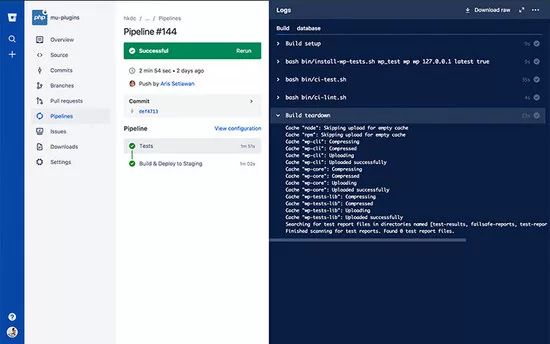 php
mu-plugins
Overview
Source
Commits
Branches
Pull requests
Pipelines
Issues
Downloads
Settings
hkdc / ... / Pipelines
Pipeline #144
Successful Rerun
2 min 54 sec • 2 days ago
Push by Aris Setiawan
Commit
def4713
Pipeline View configuration
Tests 1m 51s
Build & Deploy to Staging 1m 02s
Logs Download raw
Build database
Build setup 9s
bash bin/install-wp-tests.sh wp_test wp wp 127.0.0.1 latest true 5s
bash bin/ci-test.sh 35s
bash bin/ci-lint.sh 4s
Build teardown 23s
Cache "node": Skipping upload for empty cache
Cache "npm": Skipping upload for empty cache
Cache "wp-cli": Compressing
Cache "wp-cli": Compressed
Cache "wp-cli": Uploading
Cache "wp-cli": Uploaded successfully
Cache "wp-core": Compressing
Cache "wp-core": Compressed
Cache "wp-core": Uploading
Cache "wp-core": Uploaded successfully
Cache "wp-tests-lib": Compressing
Cache "wp-tests-lib": Compressed
Cache "wp-tests-lib": Uploading
Cache "wp-tests-lib": Uploaded successfully
Searching for test report files in directories named [test-results, failsafe-reports, test-repor
Finished scanning for test reports. Found 0 test report files.